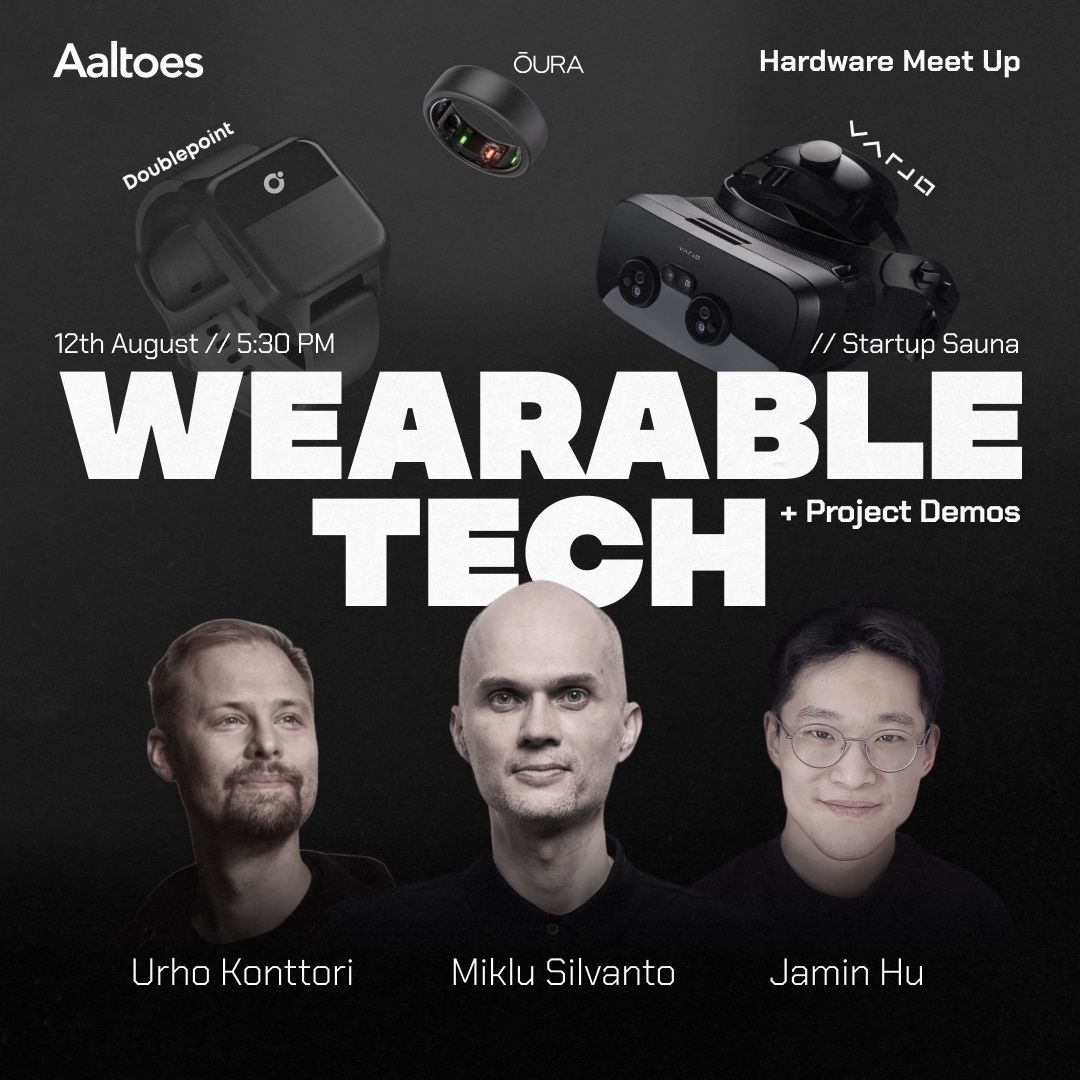 Aaltoes
ŌURA
Hardware Meet Up
Doublepoint
VARJO
VARJO
12th August // 5:30 PM
// Startup Sauna
WEARABLE
TECH
+ Project Demos
Urho Konttori
Miklu Silvanto
Jamin Hu